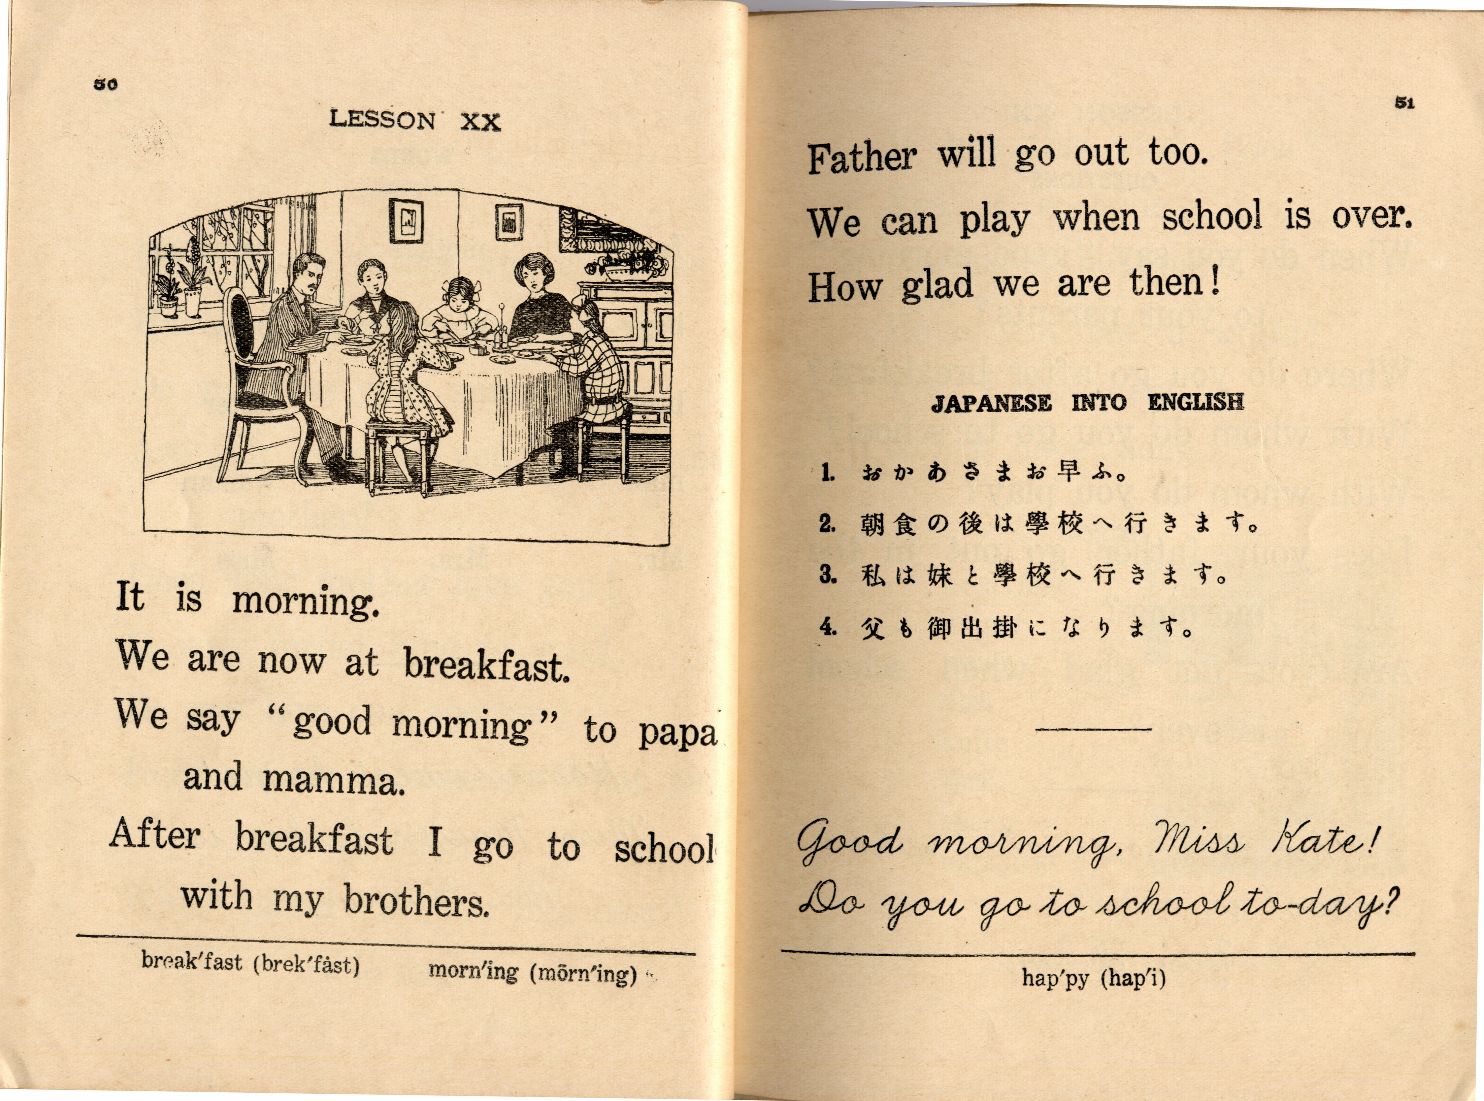 50
LESSON XX
It is morning.
We are now at breakfast.
We say “good morning” to papa
and mamma.
After breakfast I go to school
with my brothers.
break′fast (brek′fȧst) morn′ing (môrn′ing)
51
Father will go out too.
We can play when school is over.
How glad we are then!
JAPANESE INTO ENGLISH
1. おかあさまお早ふ。
2. 朝食の後は學校へ行きます。
3. 私は妹と學校へ行きます。
4. 父も御出掛になります。
Good morning, Miss Kate!
Do you go to school to-day?
hap′py (hap′i)